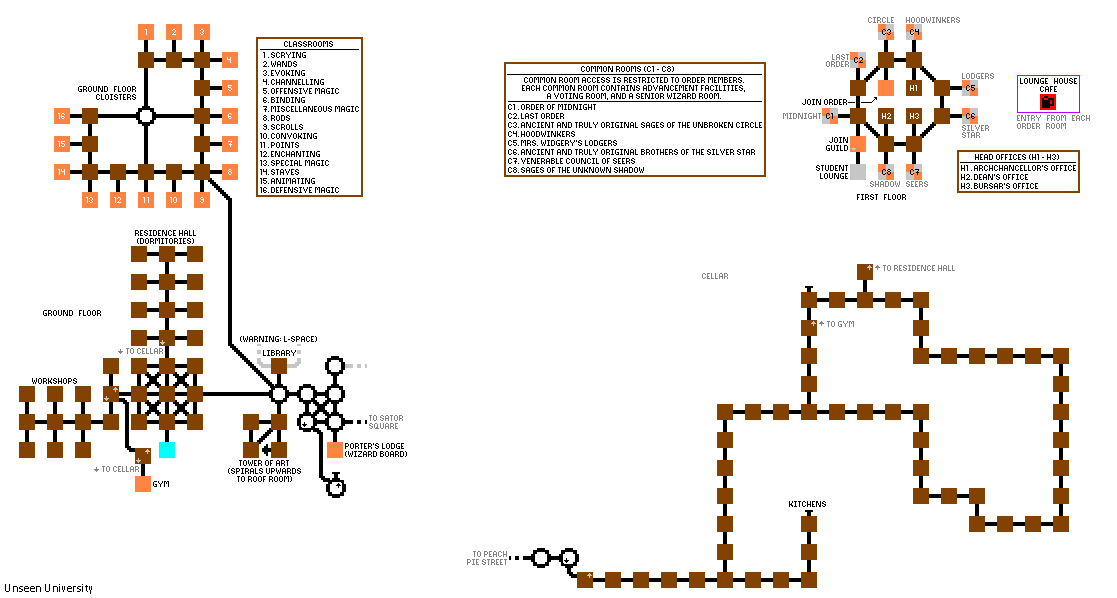 1
2
3
4
5
6
7
8
9
10
11
12
13
14
15
16
GROUND FLOOR
CLOISTERS
CLASSROOMS
1. SCRYING
2. WANDS
3. EVOKING
4. CHANNELLING
5. OFFENSIVE MAGIC
6. BINDING
7. MISCELLANEOUS MAGIC
8. RODS
9. SCROLLS
10. CONVOKING
11. POINTS
12. ENCHANTING
13. SPECIAL MAGIC
14. STAVES
15. ANIMATING
16. DEFENSIVE MAGIC
COMMON ROOMS (C1 - C8)
COMMON ROOM ACCESS IS RESTRICTED TO ORDER MEMBERS.
EACH COMMON ROOM CONTAINS ADVANCEMENT FACILITIES,
A VOTING ROOM, AND A SENIOR WIZARD ROOM.
C1. ORDER OF MIDNIGHT
C2. LAST ORDER
C3. ANCIENT AND TRULY ORIGINAL SAGES OF THE UNBROKEN CIRCLE
C4. HOODWINKERS
C5. MRS. WIDGERY'S LODGERS
C6. ANCIENT AND TRULY ORIGINAL BROTHERS OF THE SILVER STAR
C7. VENERABLE COUNCIL OF SEERS
C8. SAGES OF THE UNKNOWN SHADOW
CIRCLE
HOODWINKERS
C3
C4
LAST
ORDER
C2
LODGERS
C5
H1
JOIN ORDER
MIDNIGHT
C1
H2
H3
C6
SILVER
STAR
JOIN
GUILD
STUDENT
LOUNGE
C8
C7
SHADOW
SEERS
FIRST FLOOR
LOUNGE HOUSE
CAFE
ENTRY FROM EACH
ORDER ROOM
HEAD OFFICES (H1 - H3)
H1. ARCHCHANCELLOR'S OFFICE
H2. DEAN'S OFFICE
H3. BURSAR'S OFFICE
RESIDENCE HALL
(DORMITORIES)
GROUND FLOOR
↓ TO CELLAR
WORKSHOPS
(WARNING: L-SPACE)
LIBRARY
TO SATOR
SQUARE
PORTER'S LODGE
(WIZARD BOARD)
TOWER OF ART
(SPIRALS UPWARDS
TO ROOF ROOM)
↓ TO CELLAR
GYM
CELLAR
↑ TO RESIDENCE HALL
↑ TO GYM
KITCHENS
TO PEACH
PIE STREET
Unseen University